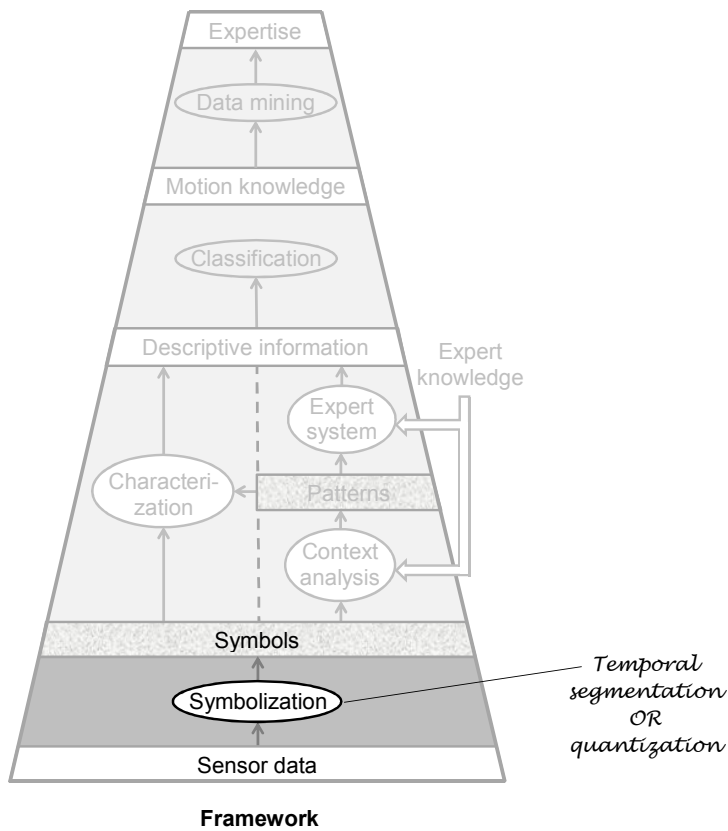 Expertise
Data mining
Motion knowledge
Classification
Descriptive information
Expert
knowledge
Expert
system
Characteri-
zation
Patterns
Context
analysis
Symbols
Symbolization
Temporal
segmentation
OR
quantization
Sensor data
Framework